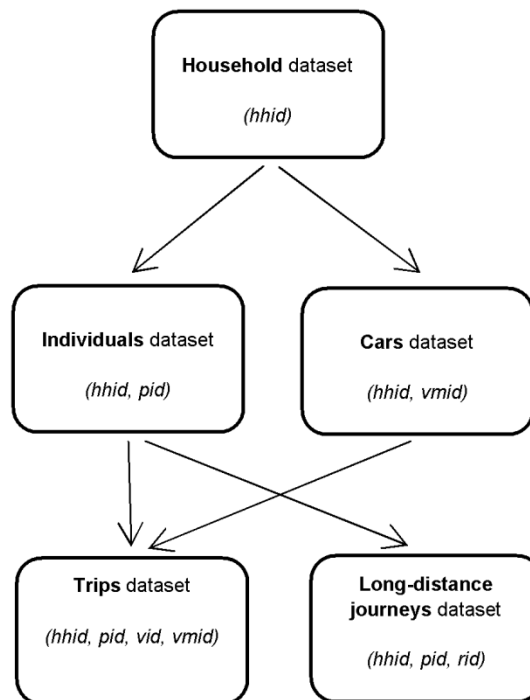 Household dataset
(hhid)
Individuals dataset
(hhid, pid)
Cars dataset
(hhid, vmid)
Trips dataset
(hhid, pid, vid, vmid)
Long-distance
journeys dataset
(hhid, pid, rid)